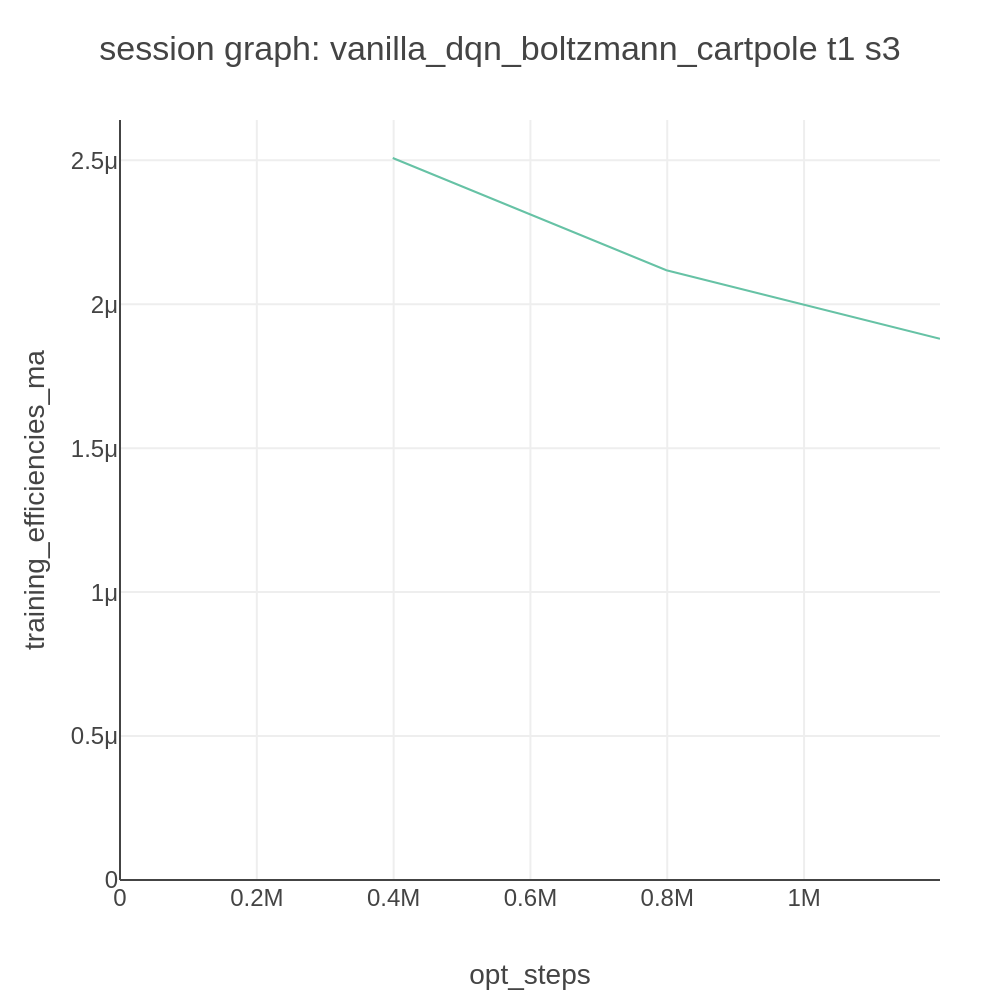 session graph: vanilla_dqn_boltzmann_cartpole t1 s3
training_efficiencies_ma
2.5μ
2μ
1.5μ
1μ
0.5μ
0
0 0.2M 0.4M 0.6M 0.8M 1M
opt_steps